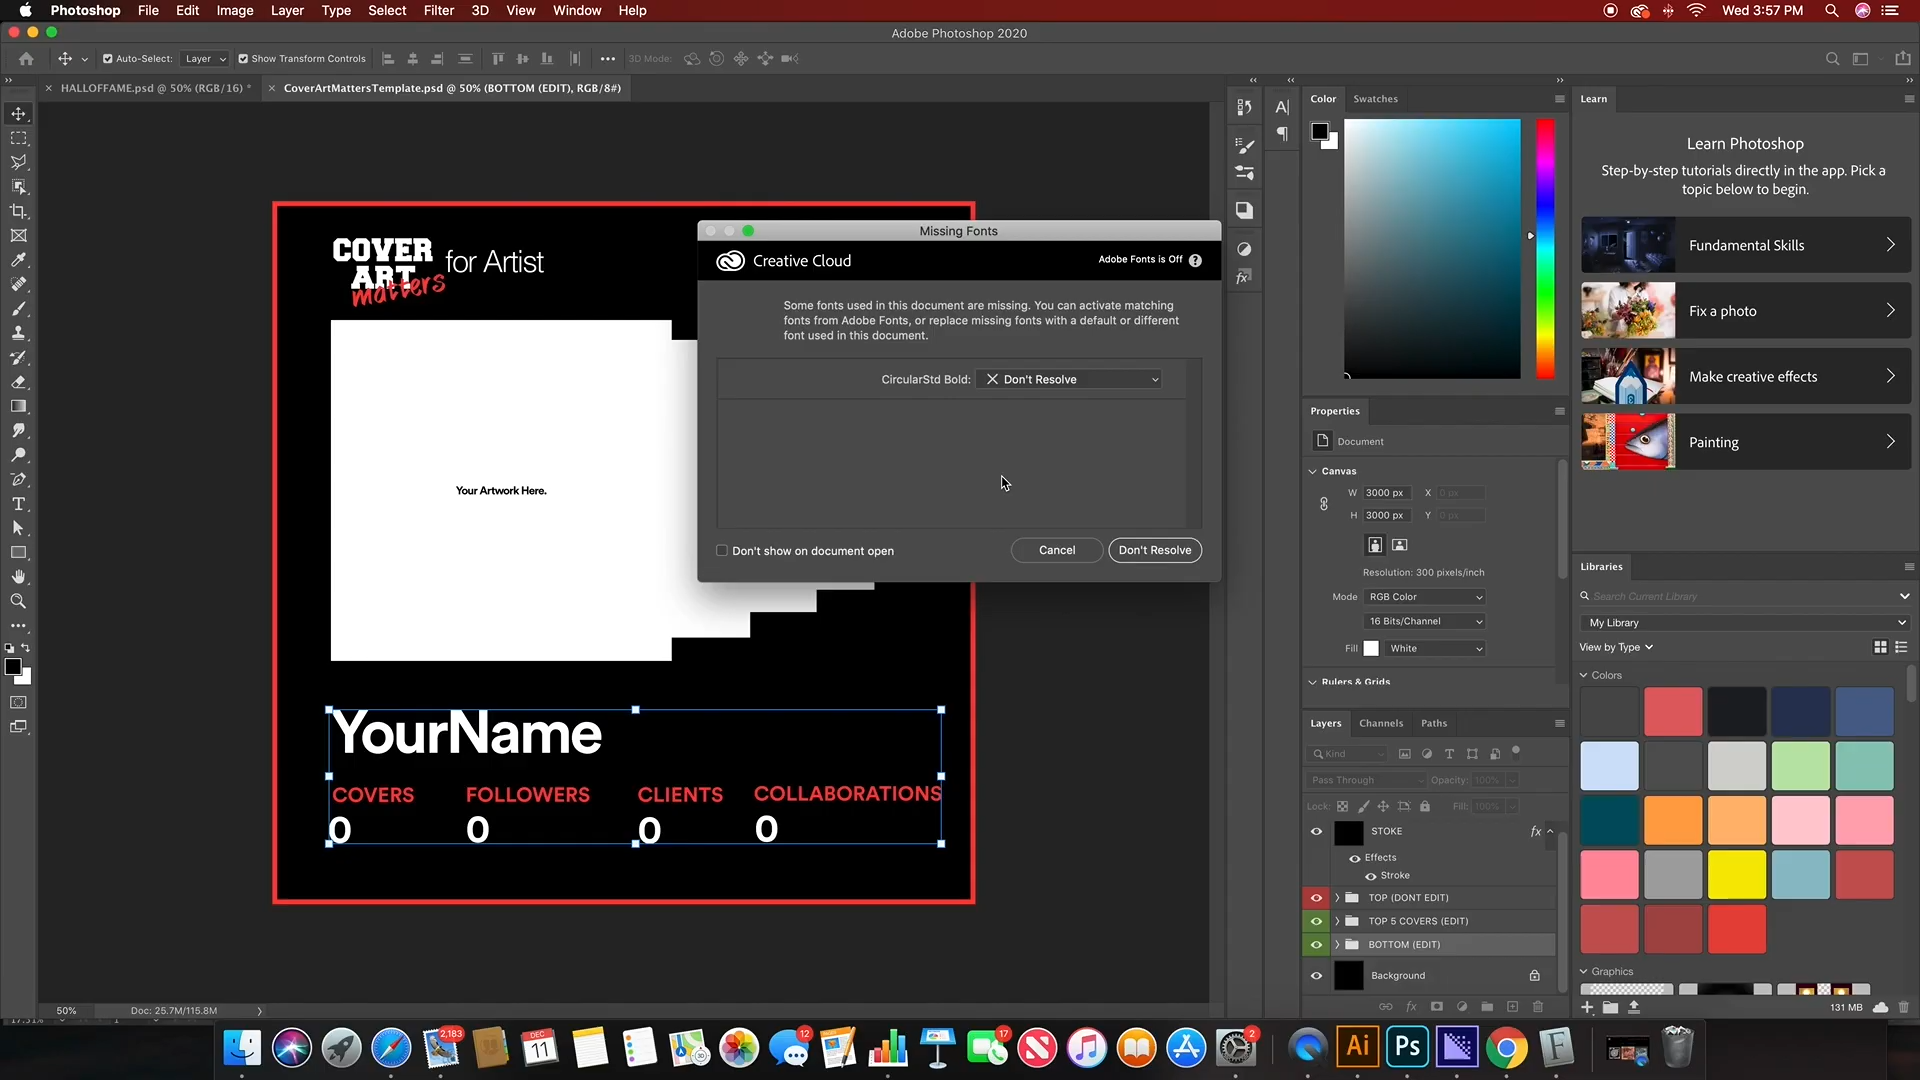 Photoshop File Edit Image Layer Type Select Filter 3D View Window Help
Wed 3:57 PM
Adobe Photoshop 2020
Auto-Select: Layer Show Transform Controls
3D Mode:
HALLOFFAME.psd @ 50% (RGB/16) *
CoverArtMattersTemplate.psd @ 50% (BOTTOM (EDIT), RGB/8#)
COVER
ART
matters
for Artist
Your Artwork Here.
YourName
COVERS FOLLOWERS CLIENTS COLLABORATIONS
0 0 0 0
Missing Fonts
Creative Cloud
Adobe Fonts is Off ?
Some fonts used in this document are missing. You can activate matching
fonts from Adobe Fonts, or replace missing fonts with a default or different
font used in this document.
CircularStd Bold: Don't Resolve
Don't show on document open
Cancel
Don't Resolve
50%
Doc: 25.7M/115.8M
Color Swatches
Properties
Document
Canvas
W 3000 px X 0 px
H 3000 px Y 0 px
Resolution: 300 pixels/inch
Mode RGB Color
16 Bits/Channel
Fill White
Rulers & Grids
Layers Channels Paths
Kind
Pass Through Opacity: 100%
Lock: Fill: 100%
STOKE fx
Effects
Stroke
TOP (DONT EDIT)
TOP 5 COVERS (EDIT)
BOTTOM (EDIT)
Background
Learn
Learn Photoshop
Step-by-step tutorials directly in the app. Pick a
topic below to begin.
Fundamental Skills
Fix a photo
Make creative effects
Painting
Libraries
Search Current Library
My Library
View by Type
Colors
Graphics
131 MB
2,183
DEC
11
12
17
2
Ai
Ps